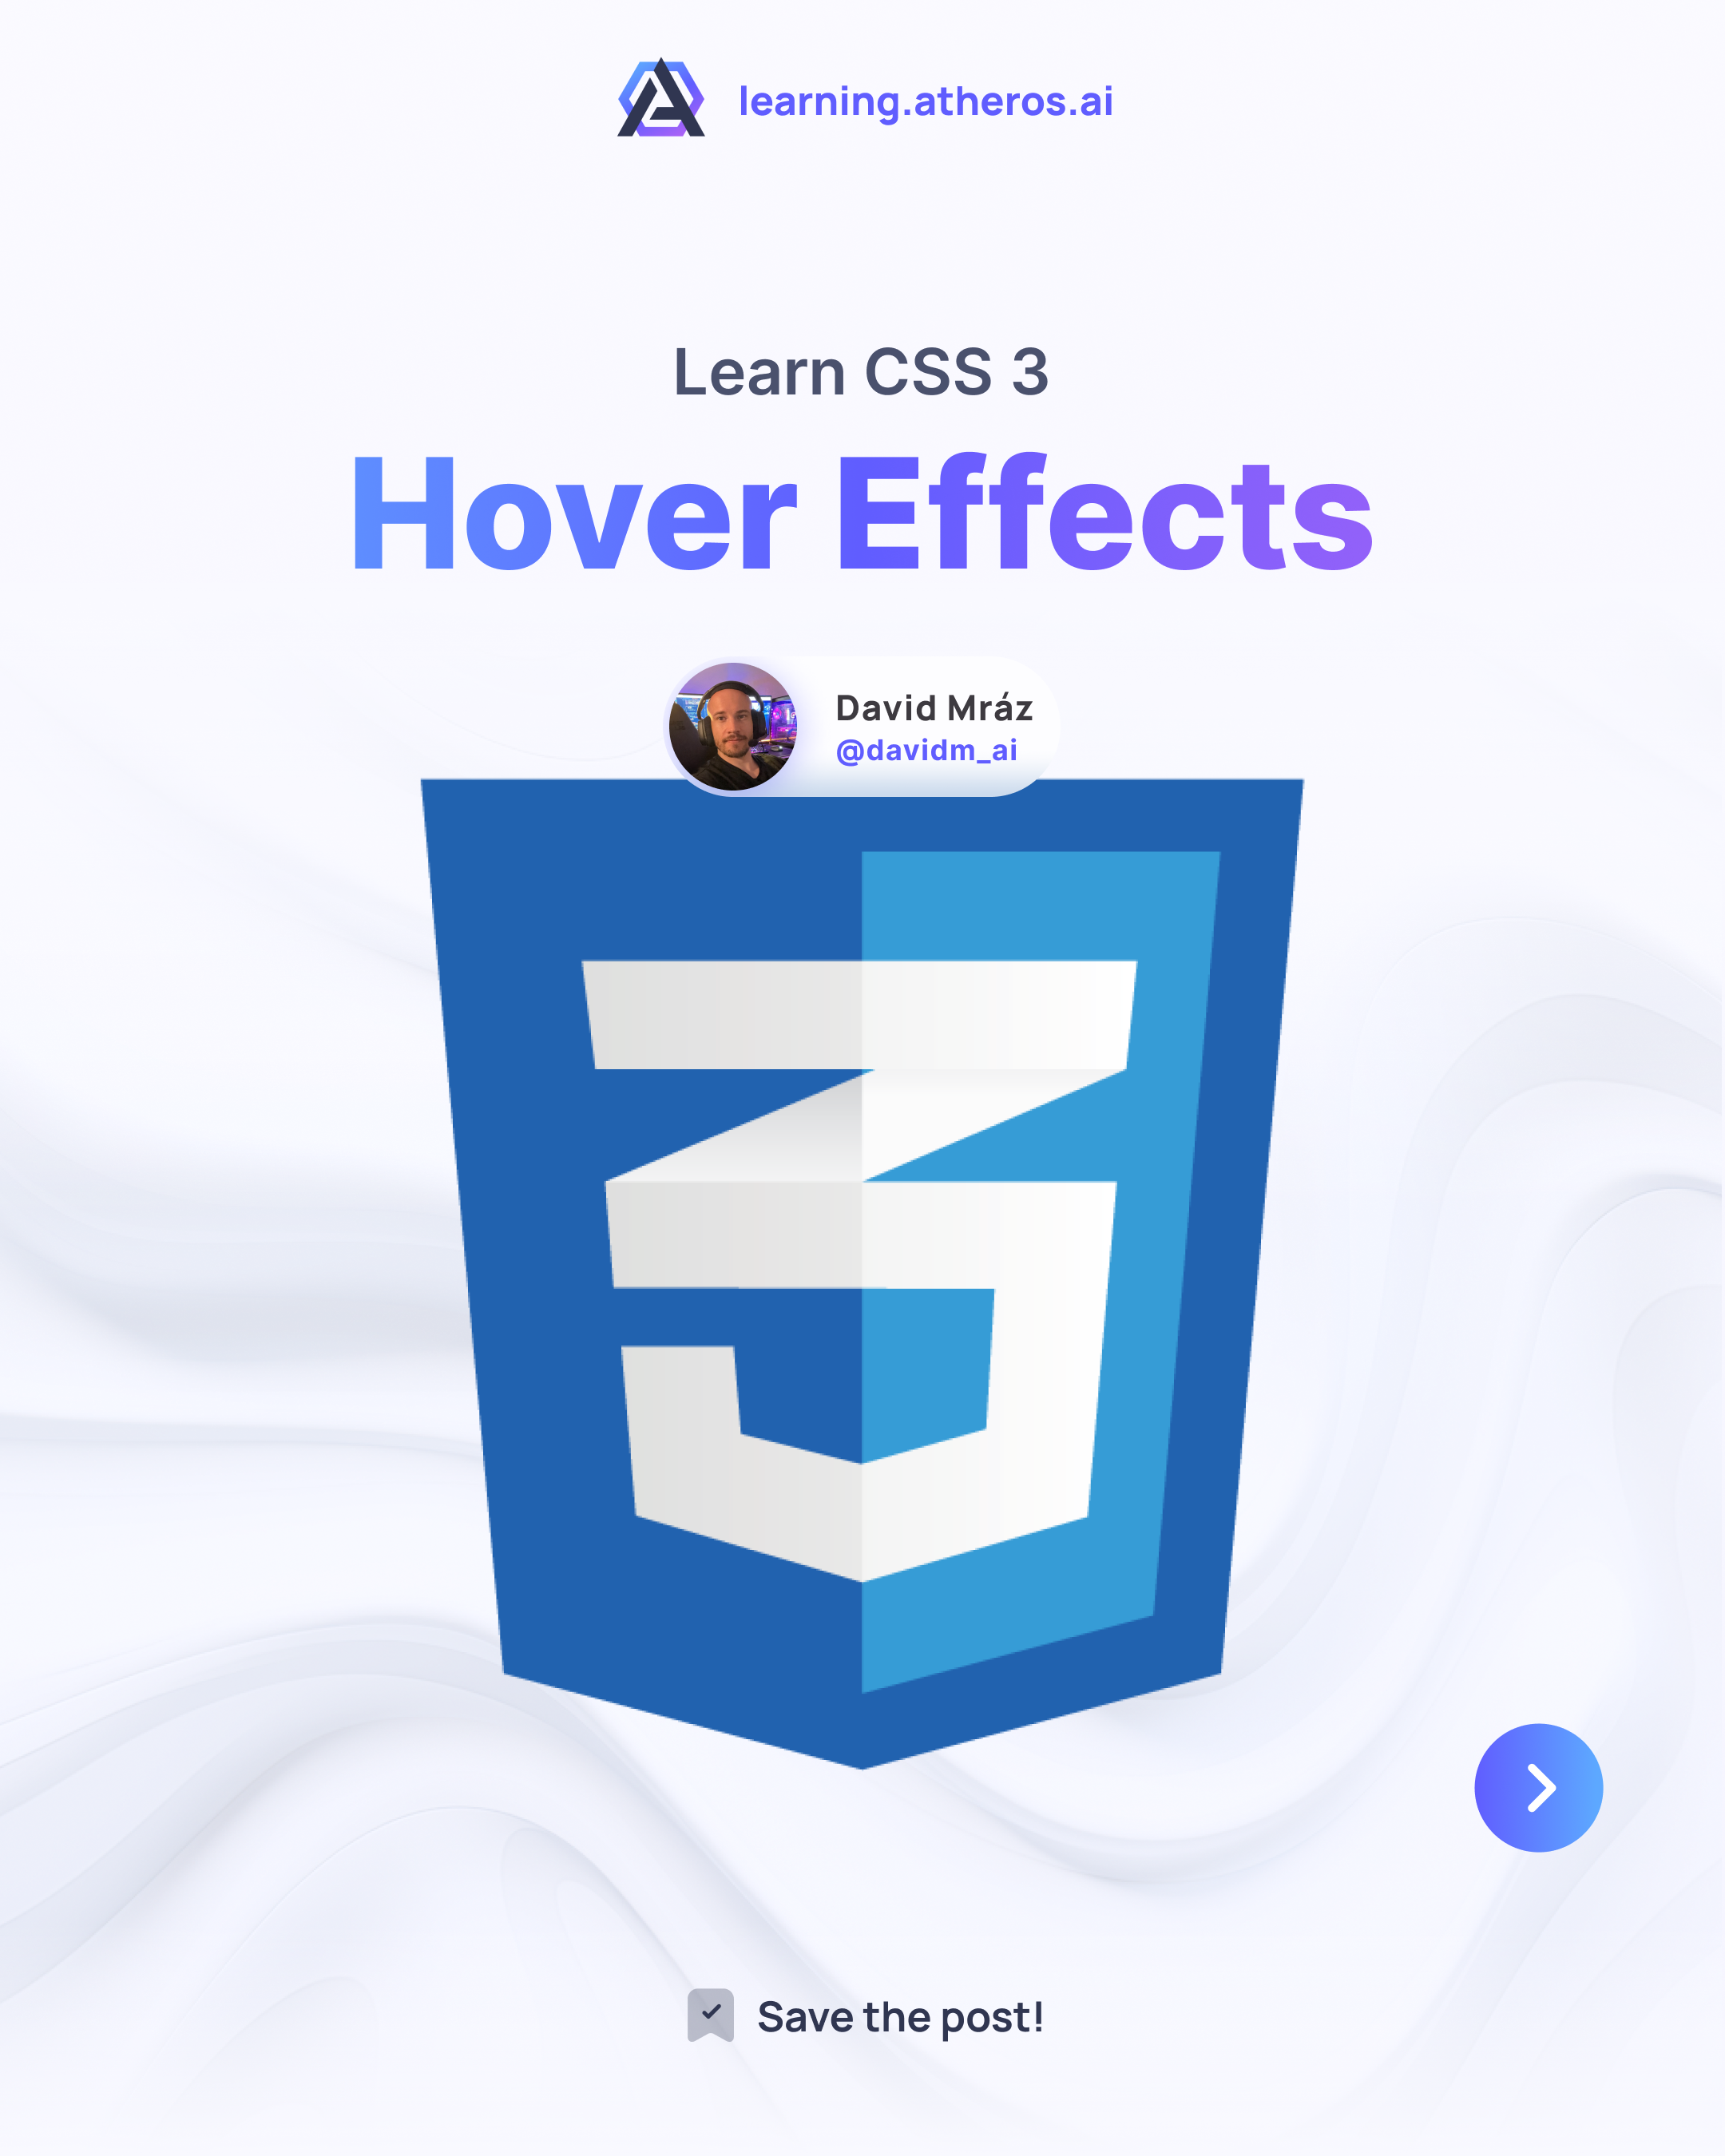 learning.atheros.ai
Learn CSS 3
Hover Effects
David Mráz
@davidm_ai
Save the post!